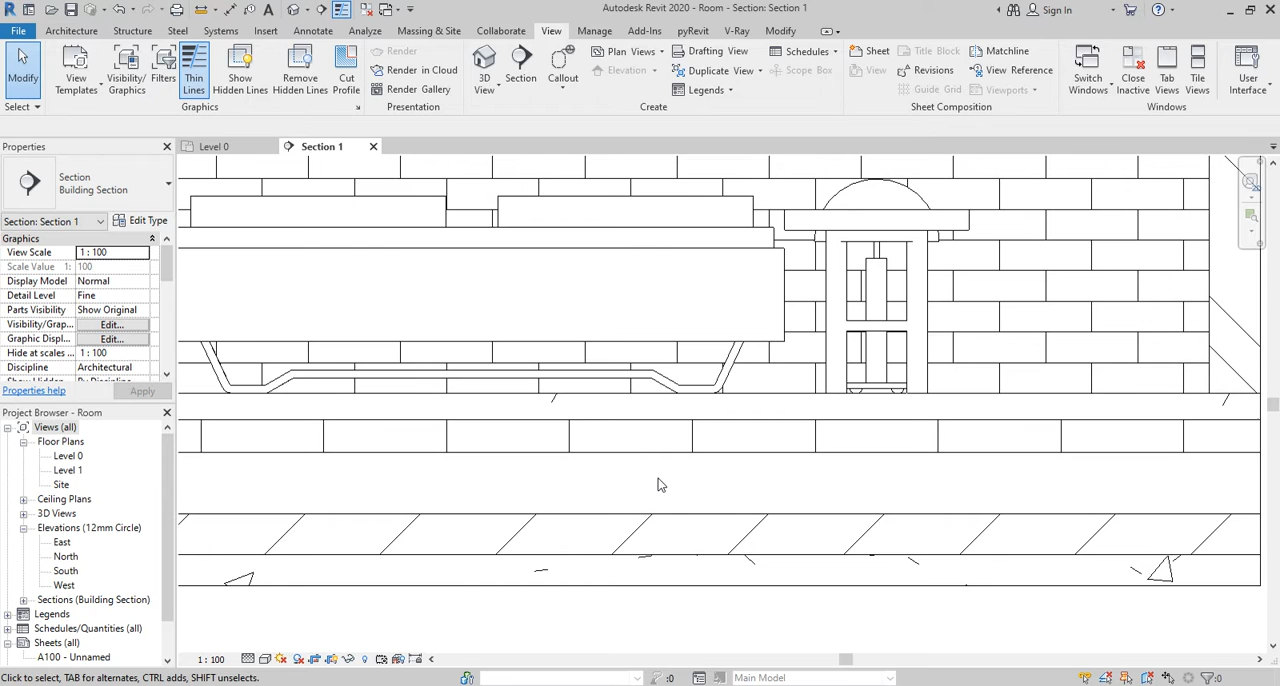 Autodesk Revit 2020 - Room - Section: Section 1
Sign In
File Architecture Structure Steel Systems Insert Annotate Analyze Massing & Site Collaborate View Manage Add-Ins pyRevit V-Ray Modify
Modify
View Templates
Visibility/ Graphics
Filters
Thin Lines
Show Hidden Lines
Remove Hidden Lines
Cut Profile
Render
Render in Cloud
Render Gallery
3D View
Section
Callout
Plan Views
Elevation
Drafting View
Duplicate View
Legends
Schedules
Scope Box
Sheet
View
Title Block
Revisions
Guide Grid
Matchline
View Reference
Viewports
Switch Windows
Close Inactive
Tab Views
Tile Views
User Interface
Select Graphics Presentation Create Sheet Composition Windows
Properties
Level 0
Section 1
Section
Building Section
Section: Section 1
Edit Type
Graphics
View Scale 1 : 100
Scale Value 1: 100
Display Model Normal
Detail Level Fine
Parts Visibility Show Original
Visibility/Grap... Edit...
Graphic Displ... Edit...
Hide at scales ... 1 : 100
Discipline Architectural
Show Hidden ... By Discipline
Properties help
Apply
Project Browser - Room
Views (all)
Floor Plans
Level 0
Level 1
Site
Ceiling Plans
3D Views
Elevations (12mm Circle)
East
North
South
West
Sections (Building Section)
Legends
Schedules/Quantities (all)
Sheets (all)
A100 - Unnamed
1 : 100
Click to select, TAB for alternates, CTRL adds, SHIFT unselects.
:0
Main Model
:0